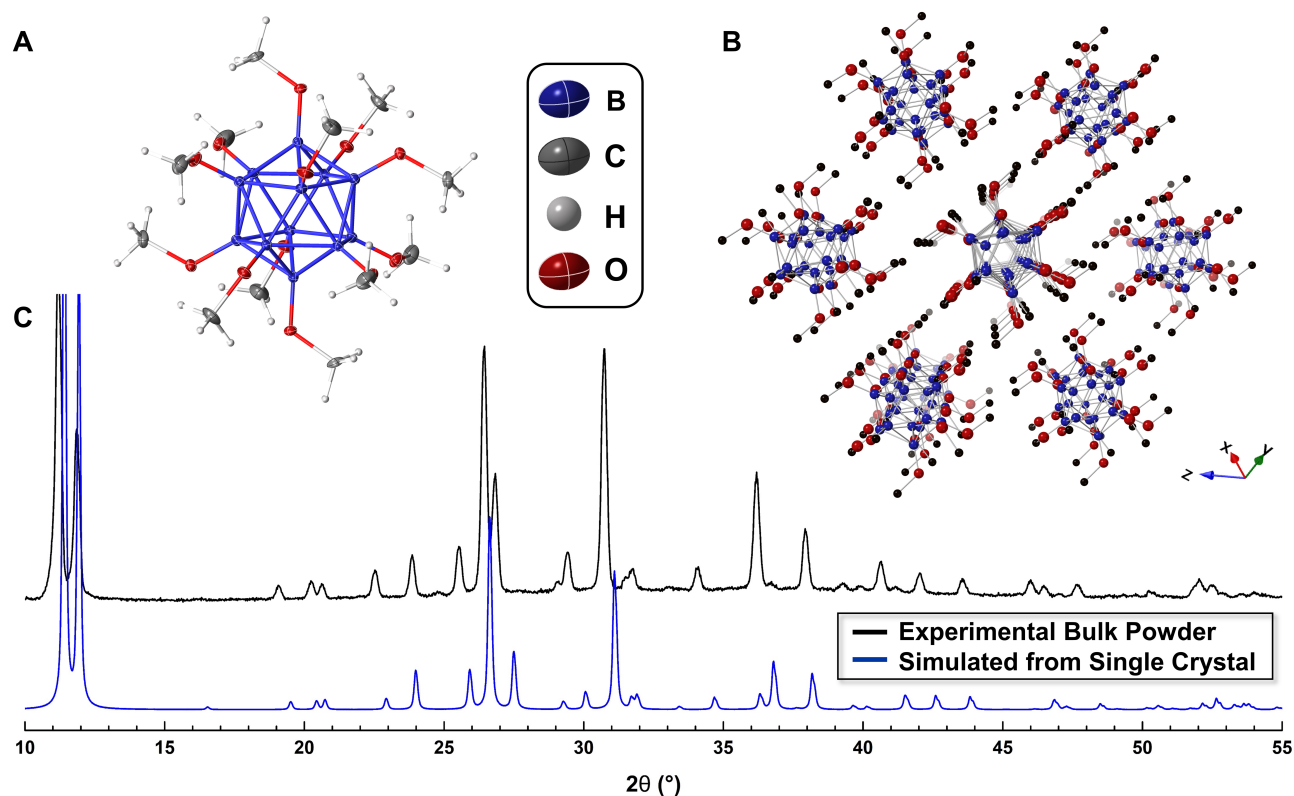 A
B
C
H
O
B
Z
X
Y
C
Experimental Bulk Powder
Simulated from Single Crystal
10
15
20
25
30
35
40
45
50
55
2θ (°)